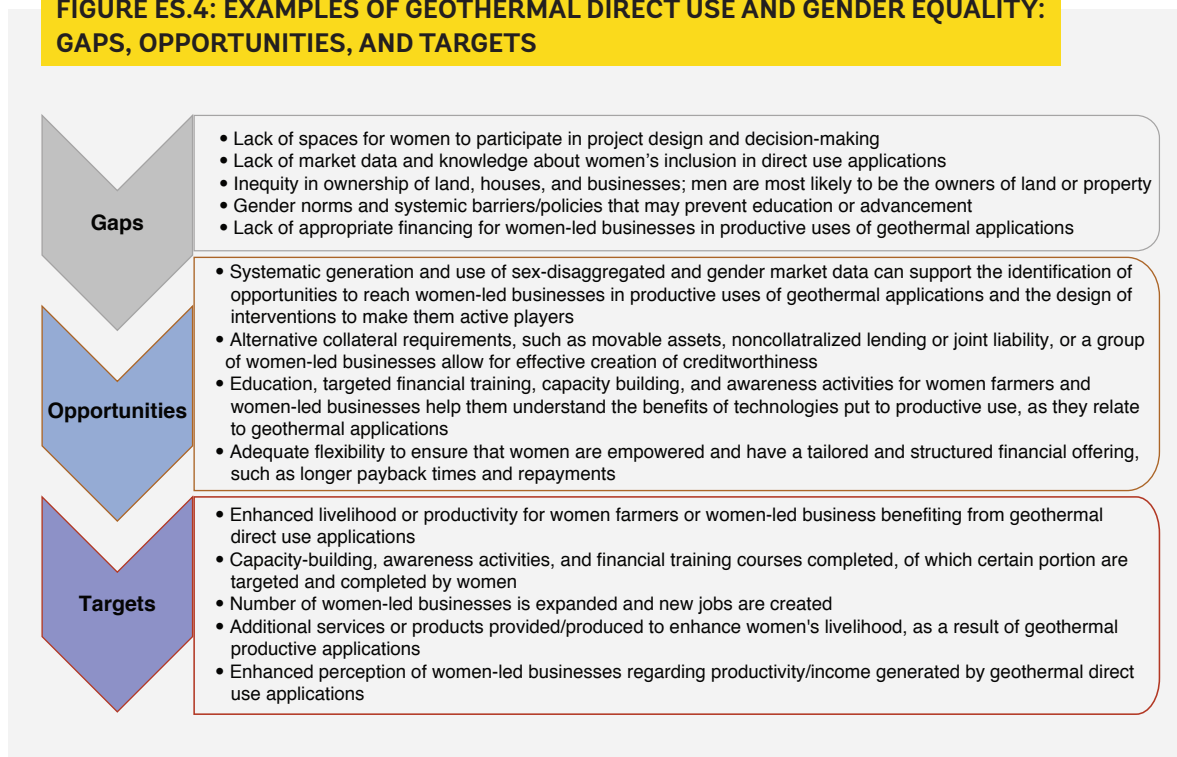 FIGURE ES.4: EXAMPLES OF GEOTHERMAL DIRECT USE AND GENDER EQUALITY:
GAPS, OPPORTUNITIES, AND TARGETS
Gaps
• Lack of spaces for women to participate in project design and decision-making
• Lack of market data and knowledge about women's inclusion in direct use applications
• Inequity in ownership of land, houses, and businesses; men are most likely to be the owners of land or property
• Gender norms and systemic barriers/policies that may prevent education or advancement
• Lack of appropriate financing for women-led businesses in productive uses of geothermal applications
Opportunities
• Systematic generation and use of sex-disaggregated and gender market data can support the identification of
opportunities to reach women-led businesses in productive uses of geothermal applications and the design of
interventions to make them active players
• Alternative collateral requirements, such as movable assets, noncollatralized lending or joint liability, or a group
of women-led businesses allow for effective creation of creditworthiness
• Education, targeted financial training, capacity building, and awareness activities for women farmers and
women-led businesses help them understand the benefits of technologies put to productive use, as they relate
to geothermal applications
• Adequate flexibility to ensure that women are empowered and have a tailored and structured financial offering,
such as longer payback times and repayments
Targets
• Enhanced livelihood or productivity for women farmers or women-led business benefiting from geothermal
direct use applications
• Capacity-building, awareness activities, and financial training courses completed, of which certain portion are
targeted and completed by women
• Number of women-led businesses is expanded and new jobs are created
• Additional services or products provided/produced to enhance women's livelihood, as a result of geothermal
productive applications
• Enhanced perception of women-led businesses regarding productivity/income generated by geothermal direct
use applications